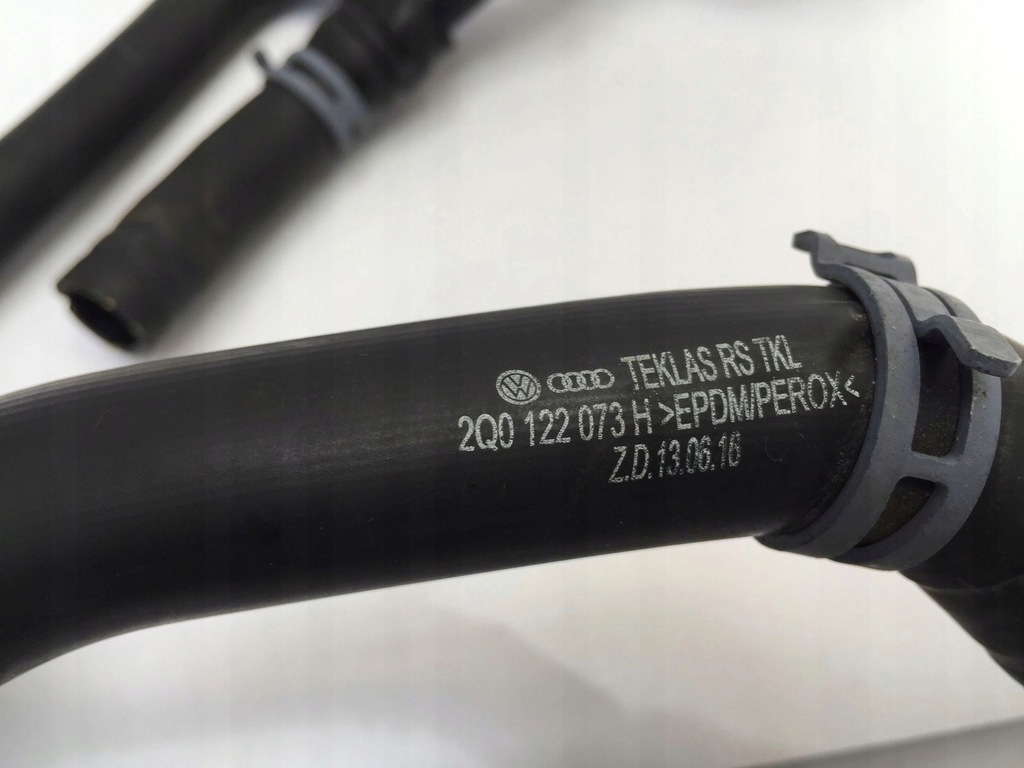 TEKLAS RS TKL
2Q0 122 073 H >EPDM/PEROX<
Z.D.13.06.16